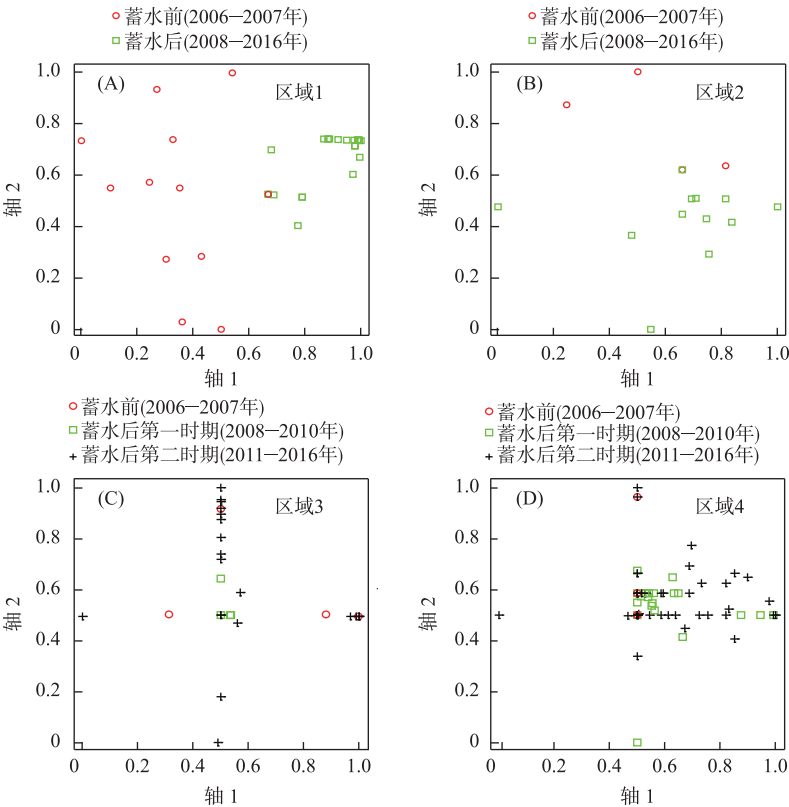 蓄水前(2006—2007年)
蓄水后(2008—2016年)
(A)
区域1
1.0
0.8
0.6
0.4
0.2
0
轴 2
0 0.2 0.4 0.6 0.8 1.0
轴 1
蓄水前(2006—2007年)
蓄水后(2008—2016年)
(B)
区域2
1.0
0.8
0.6
0.4
0.2
0
轴 2
0 0.2 0.4 0.6 0.8 1.0
轴 1
蓄水前(2006—2007年)
蓄水后第一时期(2008—2010年)
蓄水后第二时期(2011—2016年)
(C)
区域3
1.0
0.8
0.6
0.4
0.2
0
轴 2
0 0.2 0.4 0.6 0.8 1.0
轴 1
蓄水前(2006—2007年)
蓄水后第一时期(2008—2010年)
蓄水后第二时期(2011—2016年)
(D)
区域4
1.0
0.8
0.6
0.4
0.2
0
轴 2
0 0.2 0.4 0.6 0.8 1.0
轴 1